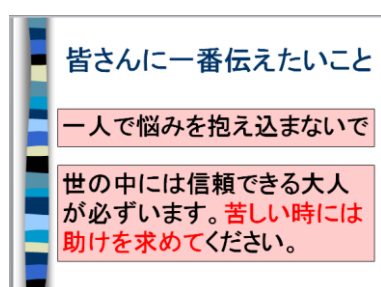 皆さんに一番伝えたいこと
一人で悩みを抱え込まないで
世の中には信頼できる大人
が必ずいます。苦しい時には
助けを求めてください。